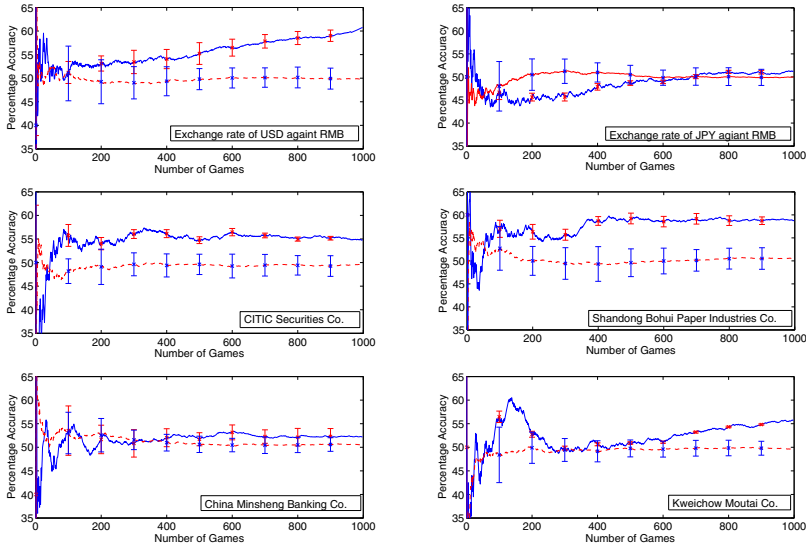 65
60
55
50
45
40
35
Percentage Accuracy
Exchange rate of USD againt RMB
0 200 400 600 800 1000
Number of Games
65
60
55
50
45
40
35
Percentage Accuracy
Exchange rate of JPY agiant RMB
0 200 400 600 800 1000
Number of Games
65
60
55
50
45
40
35
Percentage Accuracy
CITIC Securities Co.
0 200 400 600 800 1000
Number of Games
65
60
55
50
45
40
35
Percentage Accuracy
Shandong Bohui Paper Industries Co.
0 200 400 600 800 1000
Number of Games
65
60
55
50
45
40
35
Percentage Accuracy
China Minsheng Banking Co.
0 200 400 600 800 1000
Number of Games
65
60
55
50
45
40
35
Percentage Accuracy
Kweichow Moutai Co.
0 200 400 600 800 1000
Number of Games